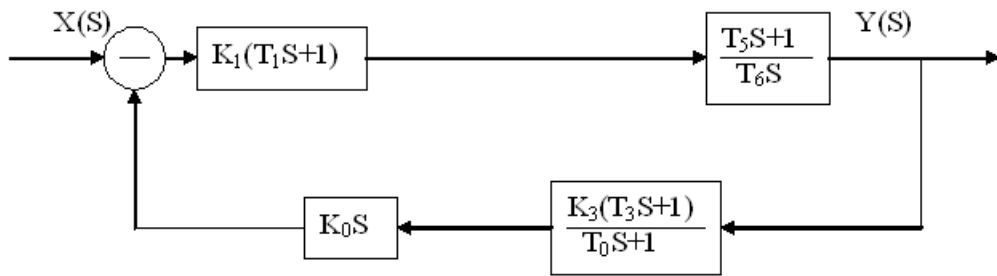 X(S)
—
K₁(T₁S+1)
T₅S+1
T₆S
Y(S)
K₀S
K₃(T₃S+1)
T₀S+1